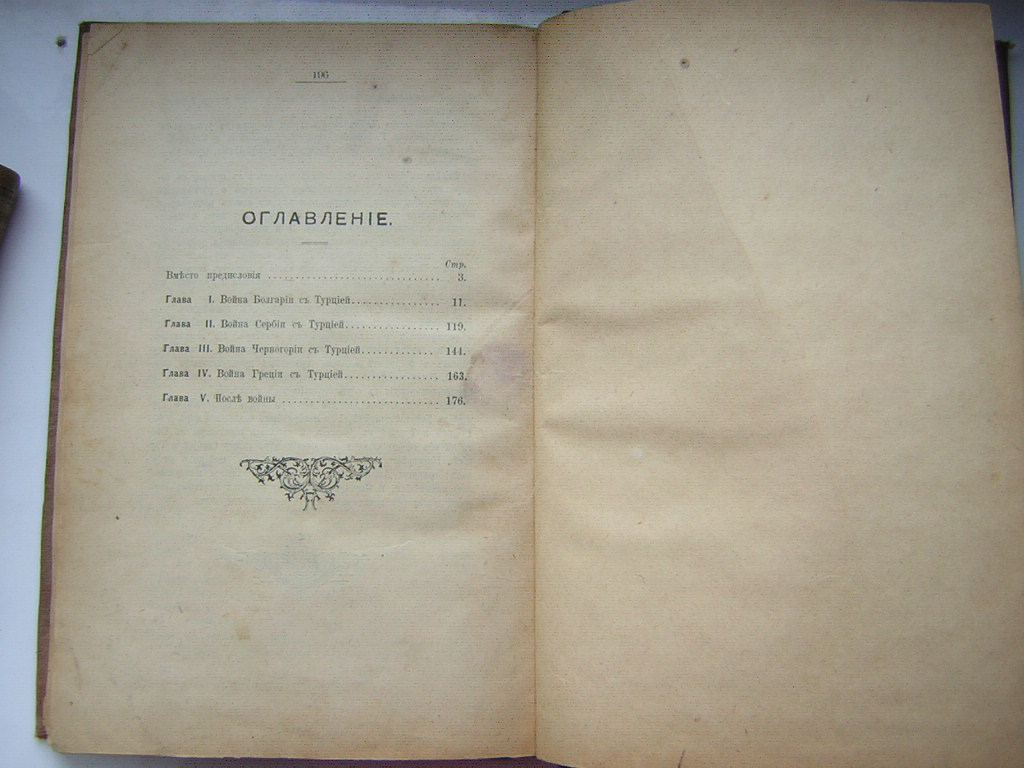 196
ОГЛАВЛЕНІЕ.
Стр.
Вмѣсто предисловія .............................. 3.
Глава I. Война Болгаріи съ Турціей................ 11.
Глава II. Война Сербіи съ Турціей................. 119.
Глава III. Война Черногоріи съ Турціей............. 144.
Глава IV. Война Греціи съ Турціей................. 163.
Глава V. Послѣ войны ........................... 176.